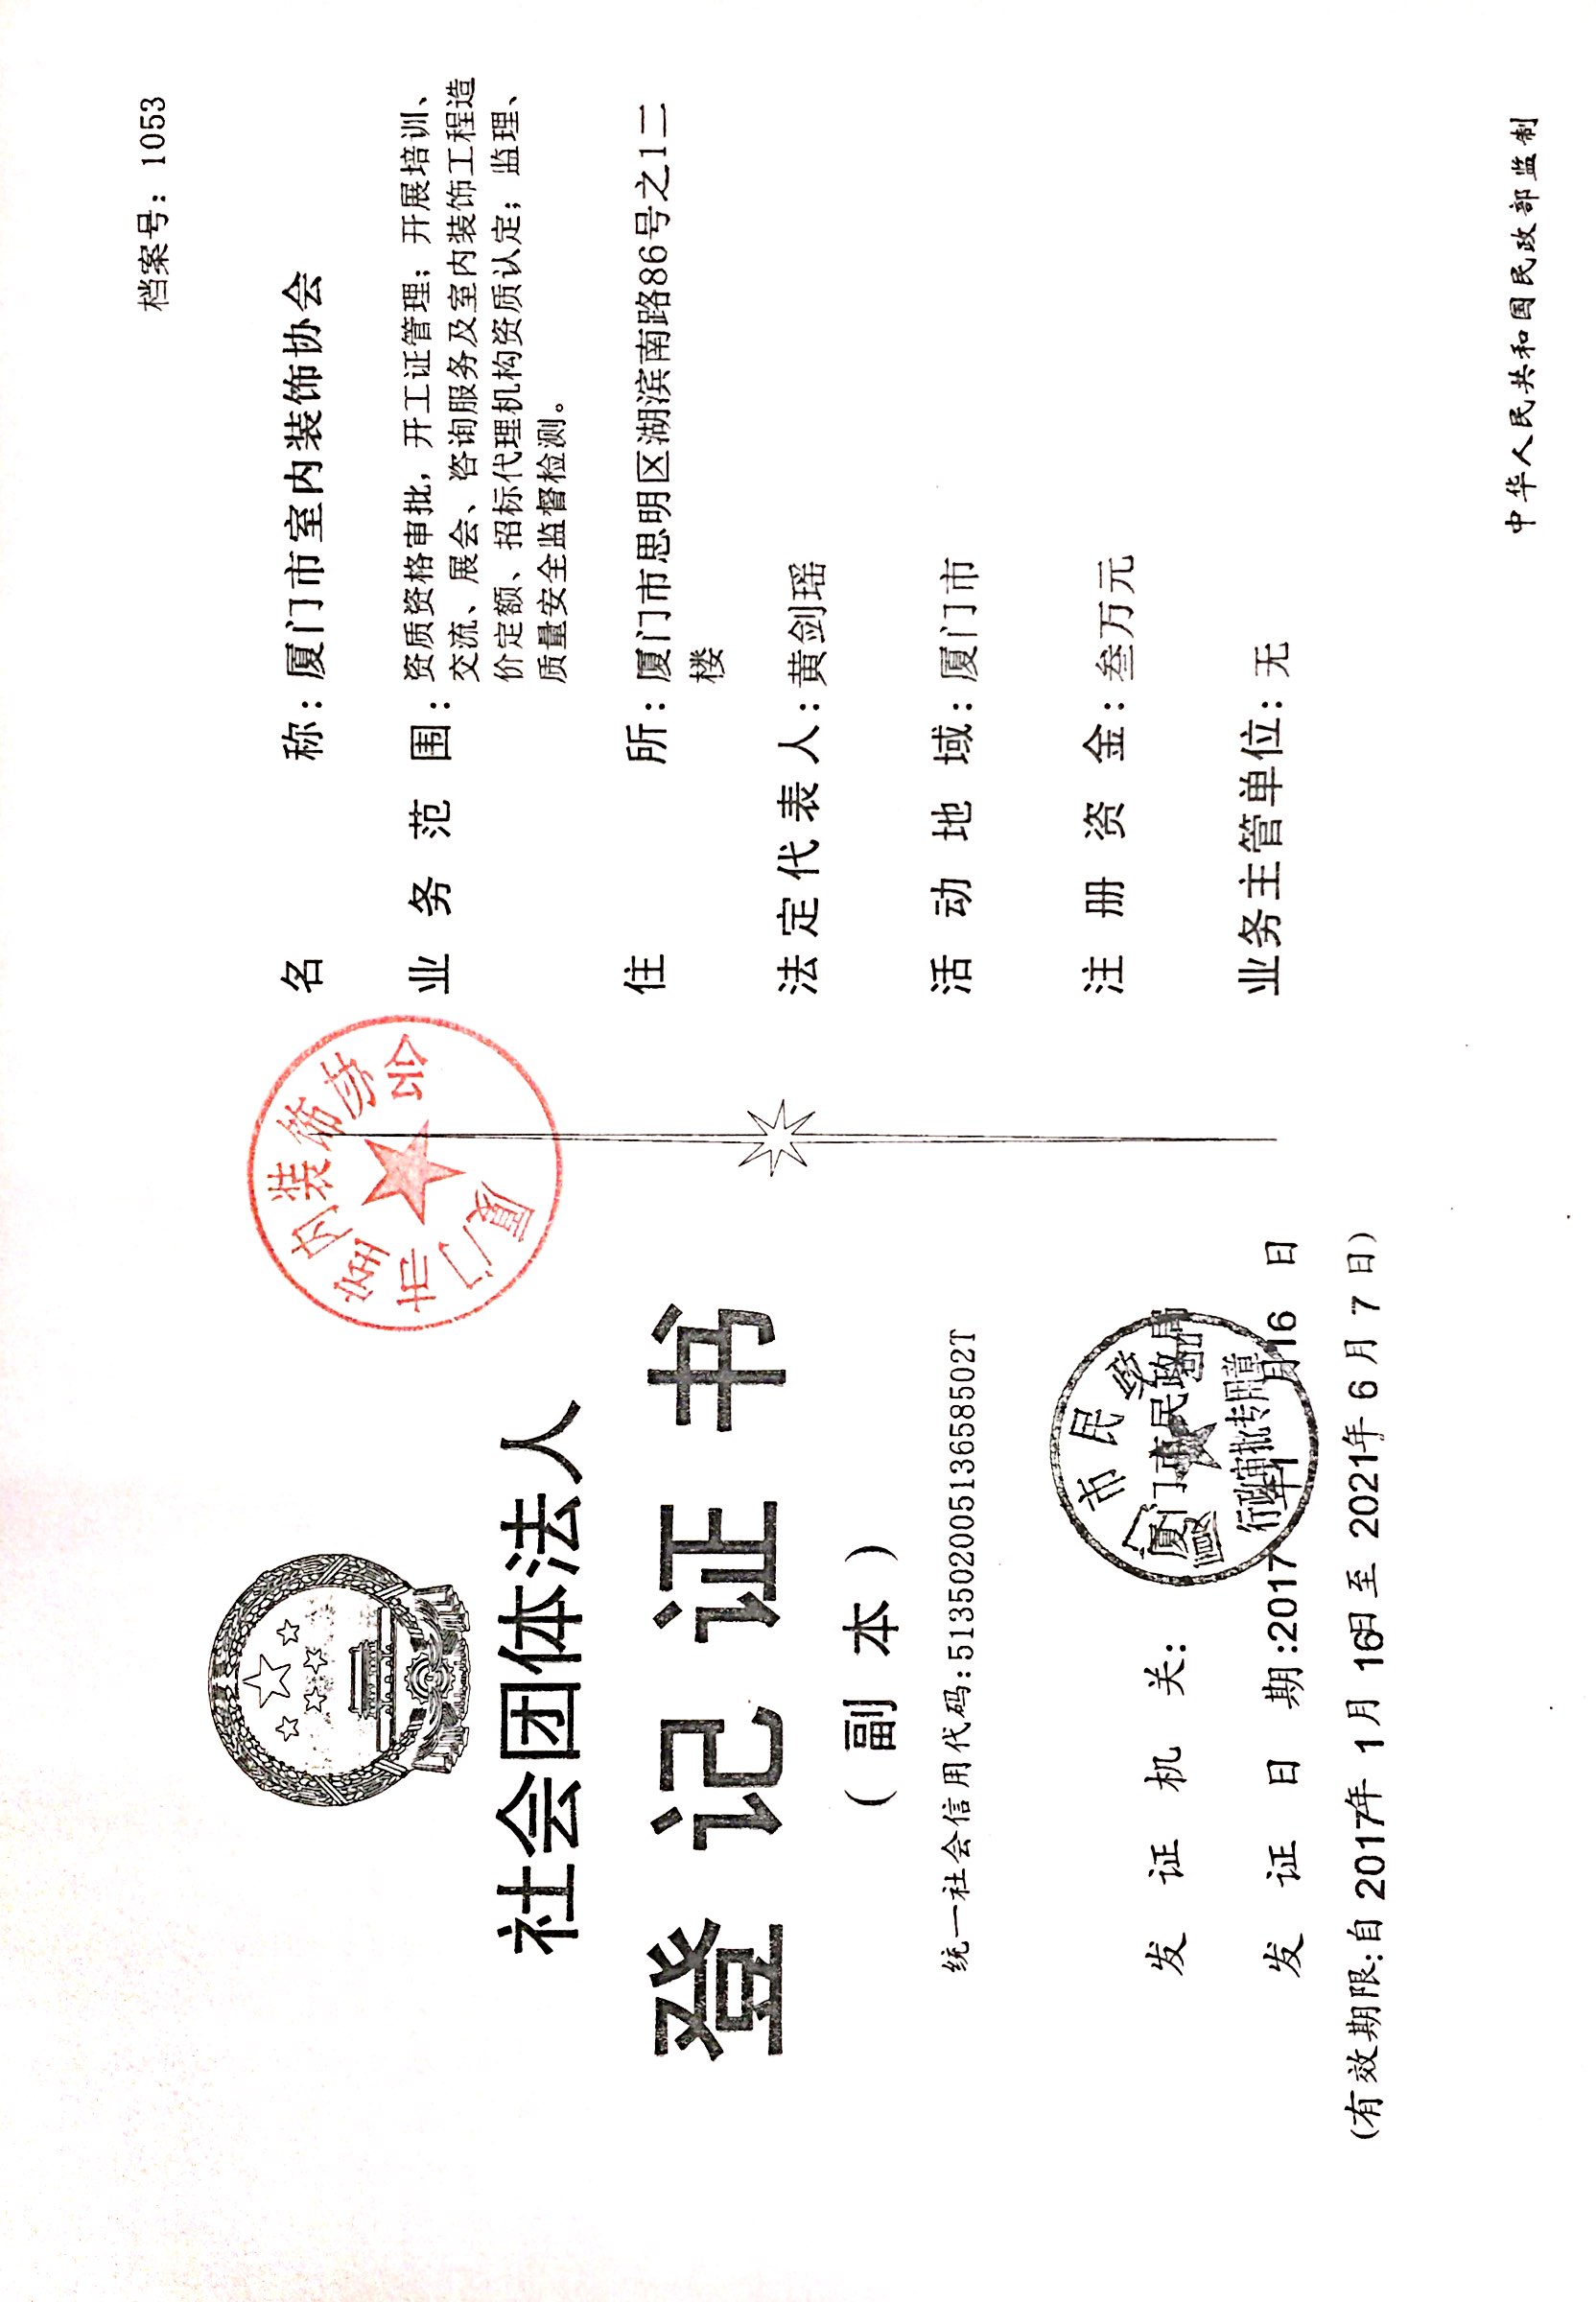 社会团体法人
登记证书
(副本)
统一社会信用代码:51350200513658502T
发证机关:
厦门市民政局
厦门市民政局
行政审批专用章
发证日期:2017年1月16日
(有效期限:自2017年1月16日至2021年6月7日)
厦门市室内装饰协会
档案号:1053
名称:厦门市室内装饰协会
业务范围:资质资格审批,开工证管理;开展培训、
交流、展会、咨询服务及室内装饰工程造
价定额、招标代理机构资质认定;监理、
质量安全监督检测。
住所:厦门市思明区湖滨南路86号之1二
楼
法定代表人:黄剑瑶
活动地域:厦门市
注册资金:叁万元
业务主管单位:无
中华人民共和国民政部监制